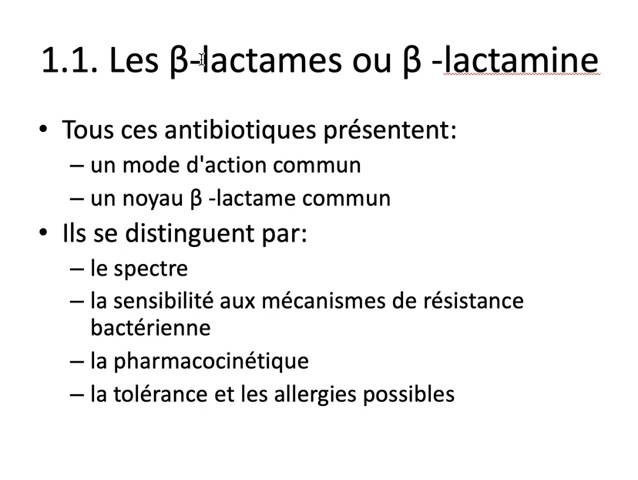 1.1. Les β-lactames ou β -lactamine
• Tous ces antibiotiques présentent:
– un mode d'action commun
– un noyau β -lactame commun
• Ils se distinguent par:
– le spectre
– la sensibilité aux mécanismes de résistance
bactérienne
– la pharmacocinétique
– la tolérance et les allergies possibles